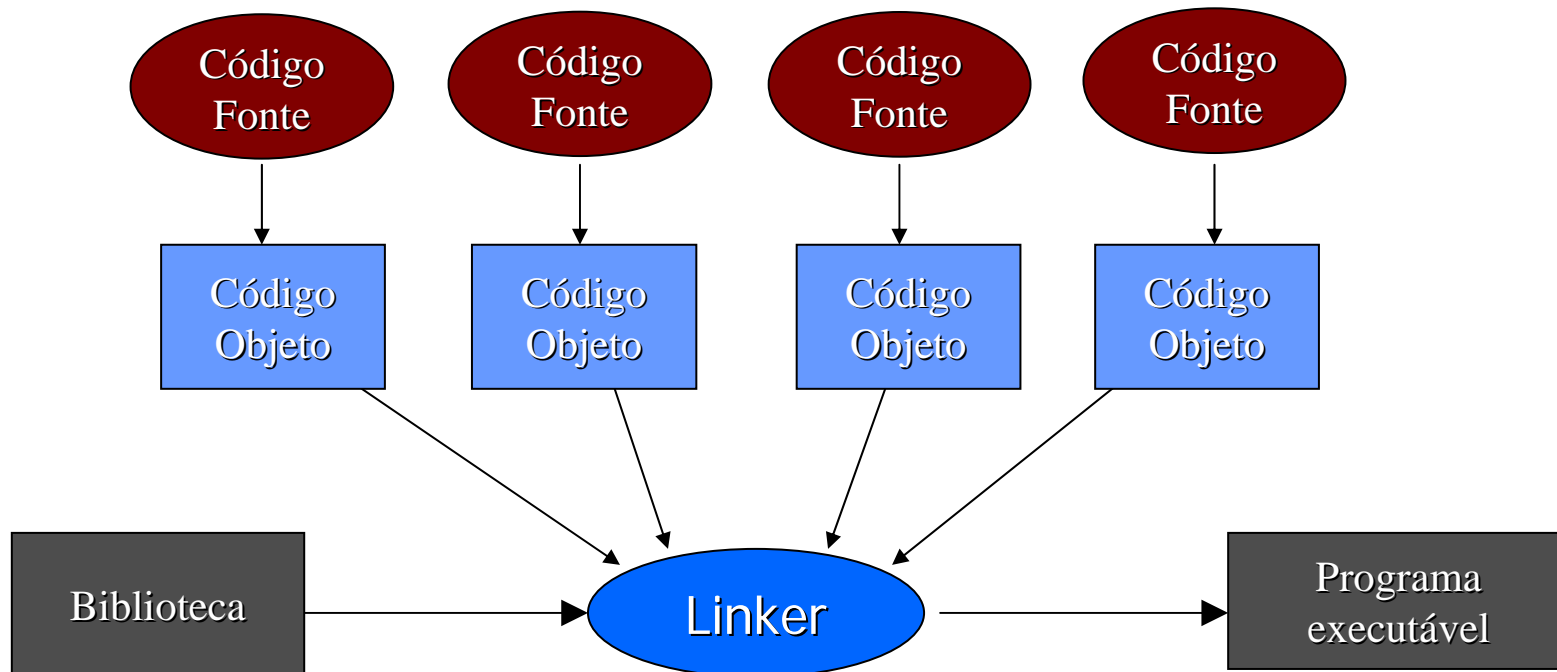 Código
Fonte
Código
Fonte
Código
Fonte
Código
Fonte
Código
Objeto
Código
Objeto
Código
Objeto
Código
Objeto
Biblioteca
Linker
Programa
executável